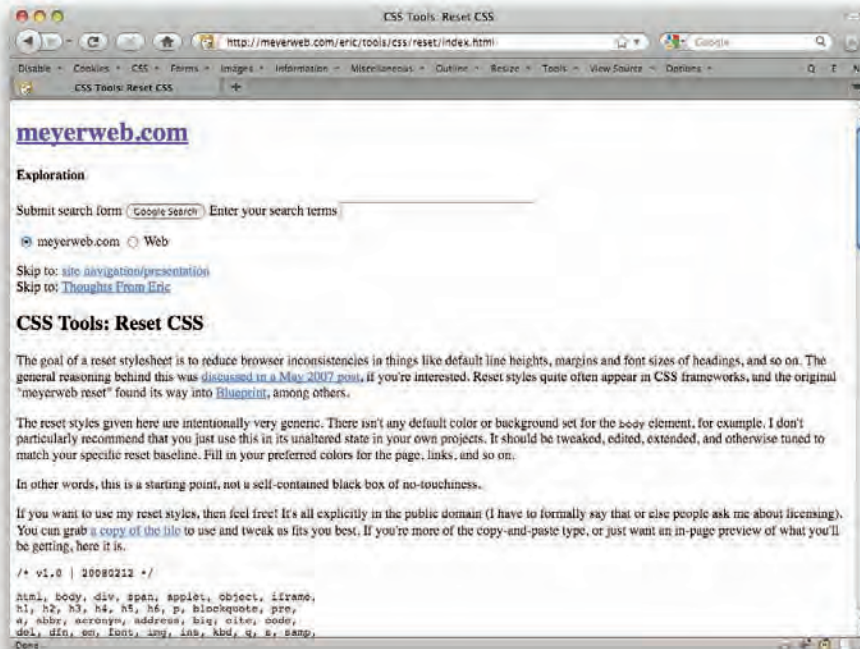 CSS Tools: Reset CSS
http://meyerweb.com/eric/tools/css/reset/index.html
Google
Disable Cookies CSS Forms Images Information Miscellaneous Outline Resize Tools View Source Options
CSS Tools: Reset CSS
meyerweb.com
Exploration
Submit search form Google Search Enter your search terms
meyerweb.com Web
Skip to: site navigation/presentation
Skip to: Thoughts From Eric
CSS Tools: Reset CSS
The goal of a reset stylesheet is to reduce browser inconsistencies in things like default line heights, margins and font sizes of headings, and so on. The
general reasoning behind this was discussed in a May 2007 post, if you're interested. Reset styles quite often appear in CSS frameworks, and the original
"meyerweb reset" found its way into Blueprint, among others.
The reset styles given here are intentionally very generic. There isn't any default color or background set for the body element, for example. I don't
particularly recommend that you just use this in its unaltered state in your own projects. It should be tweaked, edited, extended, and otherwise tuned to
match your specific reset baseline. Fill in your preferred colors for the page, links, and so on.
In other words, this is a starting point, not a self-contained black box of no-touchiness.
If you want to use my reset styles, then feel free! It's all explicitly in the public domain (I have to formally say that or else people ask me about licensing).
You can grab a copy of the file to use and tweak as fits you best. If you're more of the copy-and-paste type, or just want an in-page preview of what you'll
be getting, here it is.
/* v1.0 | 20080212 */
html, body, div, span, applet, object, iframe,
h1, h2, h3, h4, h5, h6, p, blockquote, pre,
a, abbr, acronym, address, big, cite, code,
del, dfn, em, font, img, ins, kbd, q, s, samp,
Done